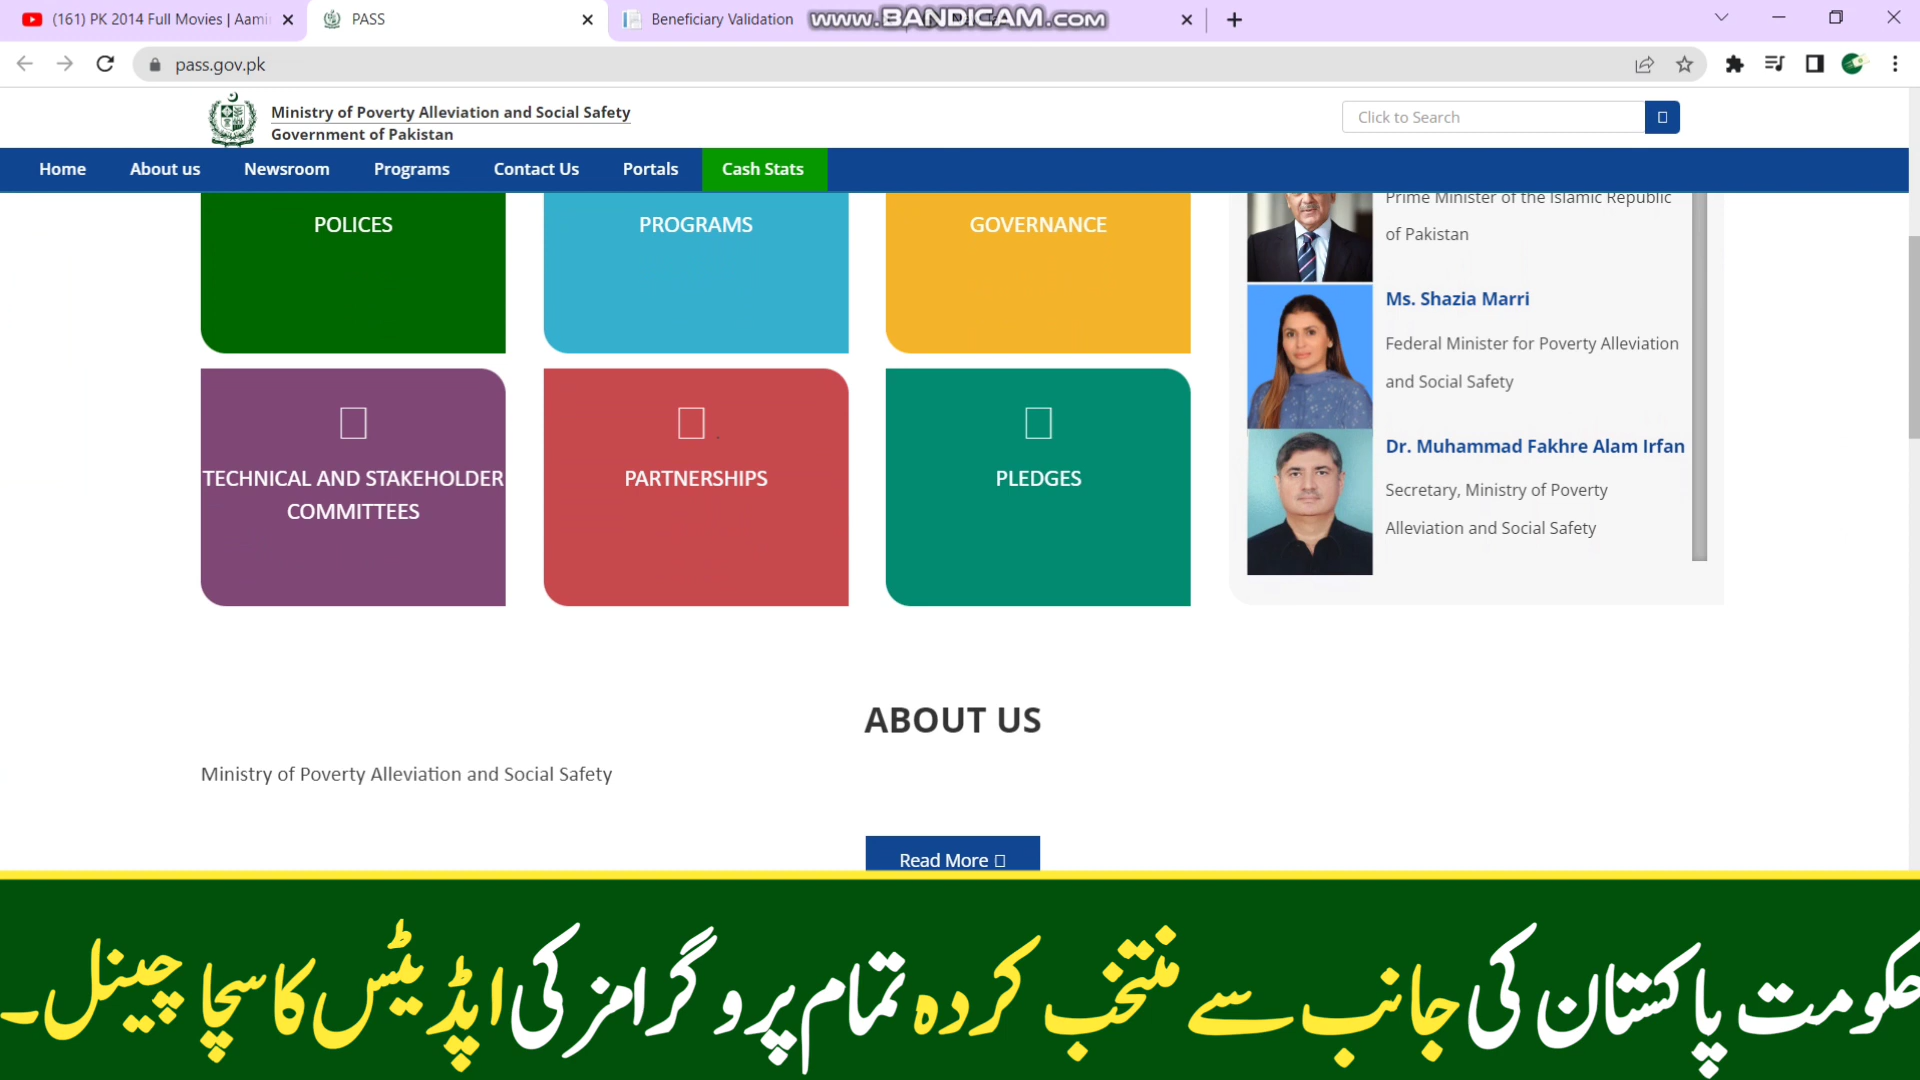 (161) PK 2014 Full Movies | Aami
PASS
Beneficiary Validation
www.BANDICAM.com
pass.gov.pk
Ministry of Poverty Alleviation and Social Safety
Government of Pakistan
Click to Search
Home
About us
Newsroom
Programs
Contact Us
Portals
Cash Stats
POLICES
PROGRAMS
GOVERNANCE
Prime Minister of the Islamic Republic
of Pakistan
Ms. Shazia Marri
Federal Minister for Poverty Alleviation
and Social Safety
TECHNICAL AND STAKEHOLDER
COMMITTEES
PARTNERSHIPS
PLEDGES
Dr. Muhammad Fakhre Alam Irfan
Secretary, Ministry of Poverty
Alleviation and Social Safety
ABOUT US
Ministry of Poverty Alleviation and Social Safety
Read More
حکومت پاکستان کی جانب سے منتخب کردہ تمام پروگرامز کی اپڈیٹس کا سچا چینل۔